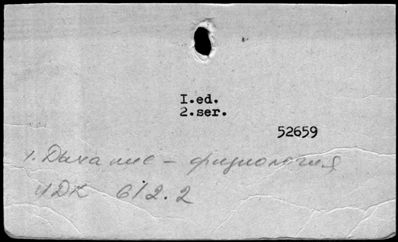 I.ed.
2.ser.
52659
1. Дыхание – физиология
УДК 612.2